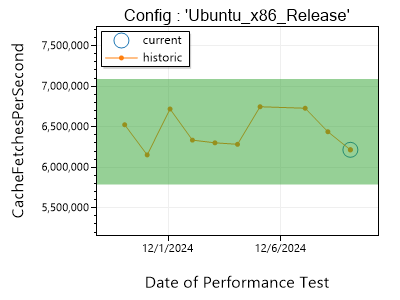 Config : 'Ubuntu_x86_Release'
current
historic
CacheFetchesPerSecond
7,500,000
7,000,000
6,500,000
6,000,000
5,500,000
12/1/2024
12/6/2024
Date of Performance Test